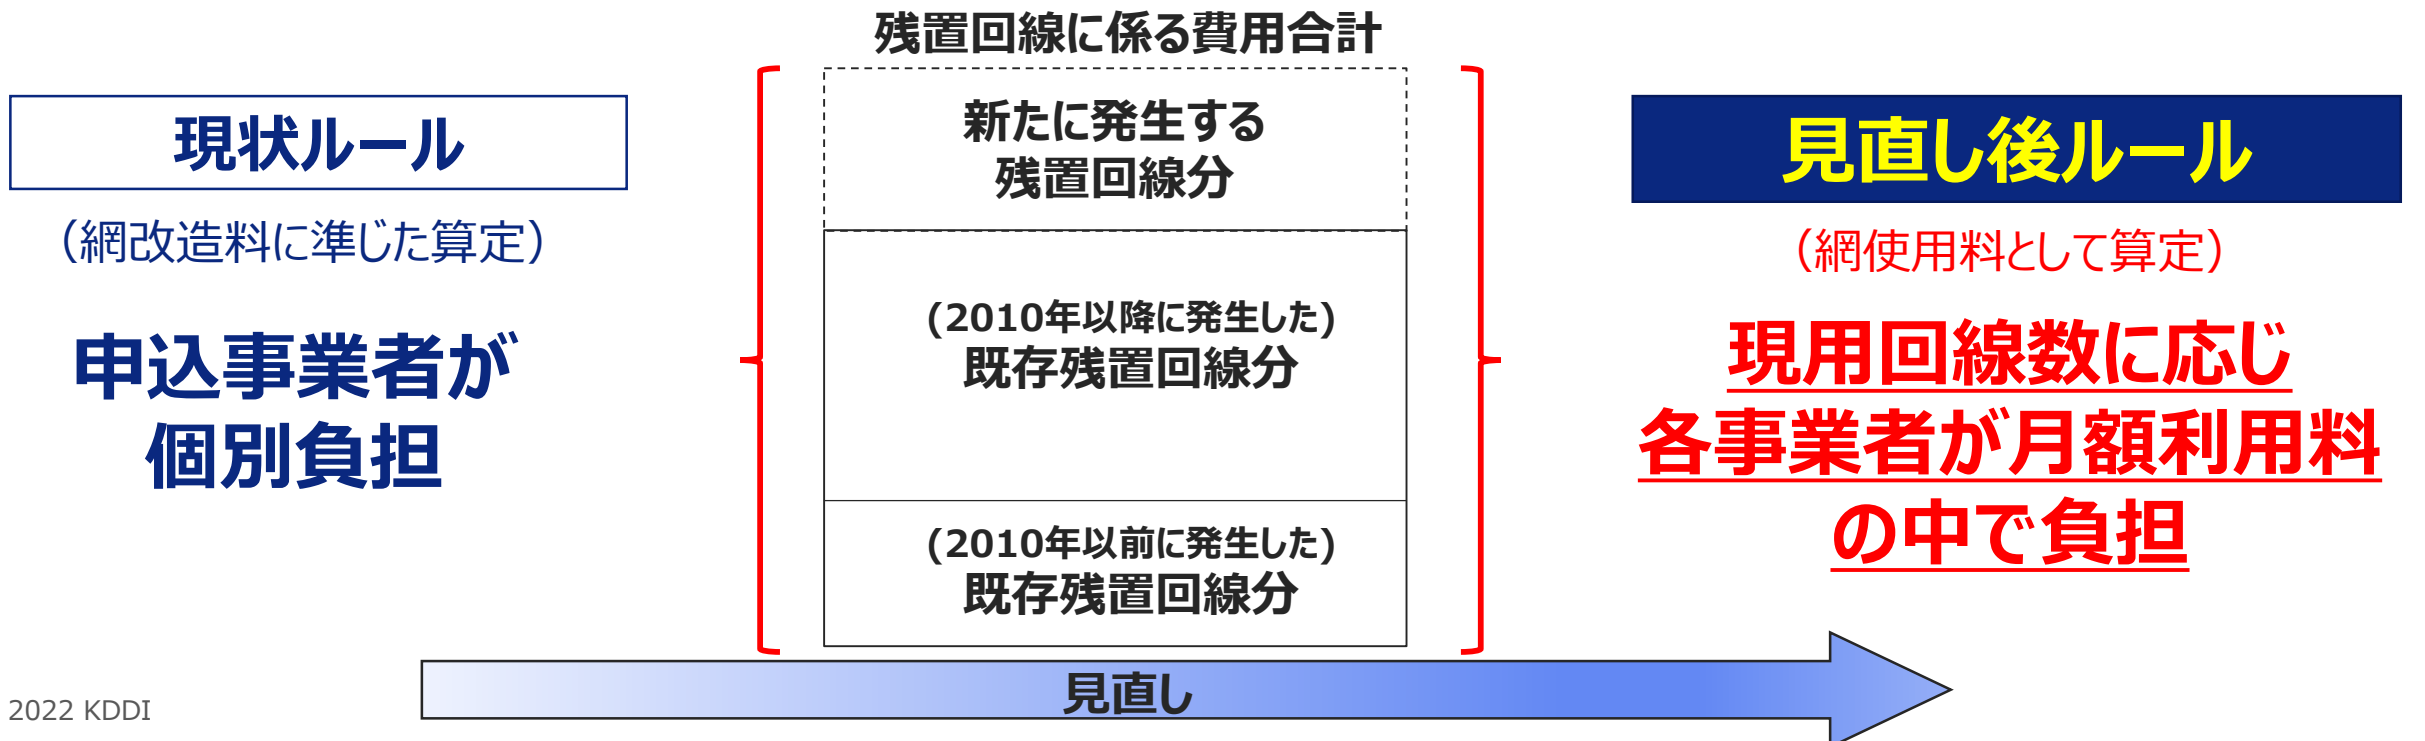 残置回線に係る費用合計
現状ルール
（網改造料に準じた算定）
申込事業者が
個別負担
新たに発生する
残置回線分
(2010年以降に発生した)
既存残置回線分
(2010年以前に発生した)
既存残置回線分
見直し後ルール
（網使用料として算定）
現用回線数に応じ
各事業者が月額利用料
の中で負担
見直し
2022 KDDI